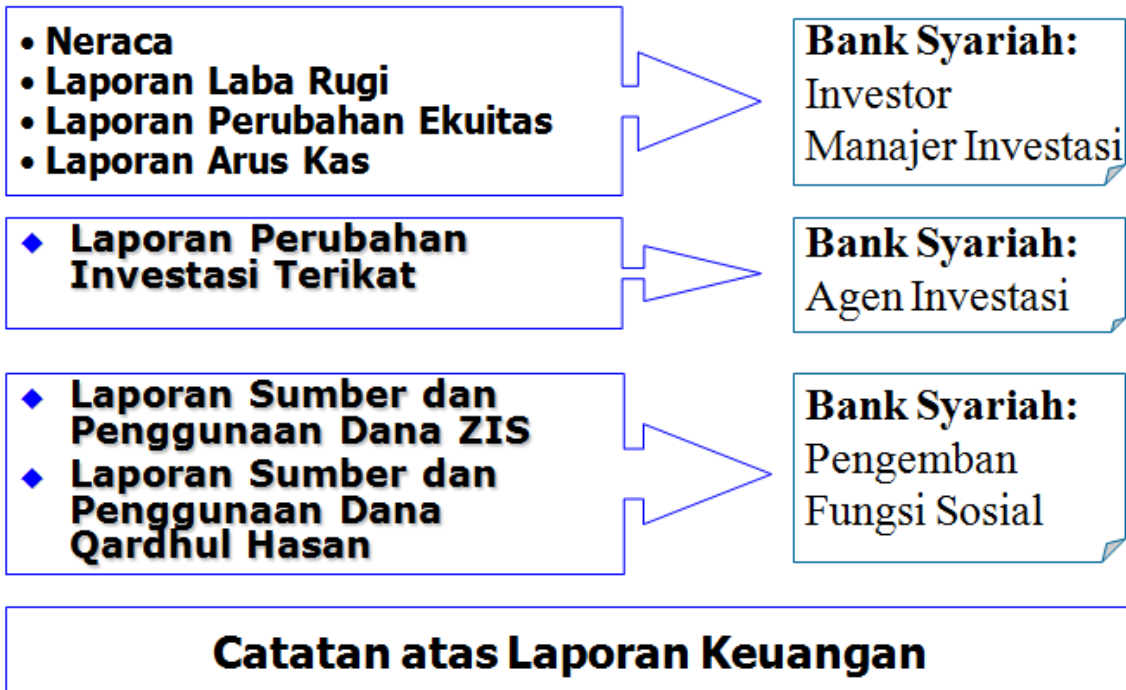 • Neraca
• Laporan Laba Rugi
• Laporan Perubahan Ekuitas
• Laporan Arus Kas
Bank Syariah:
Investor
Manajer Investasi
◆ Laporan Perubahan
Investasi Terikat
Bank Syariah:
Agen Investasi
◆ Laporan Sumber dan
Penggunaan Dana ZIS
◆ Laporan Sumber dan
Penggunaan Dana
Qardhul Hasan
Bank Syariah:
Pengemban
Fungsi Sosial
Catatan atas Laporan Keuangan